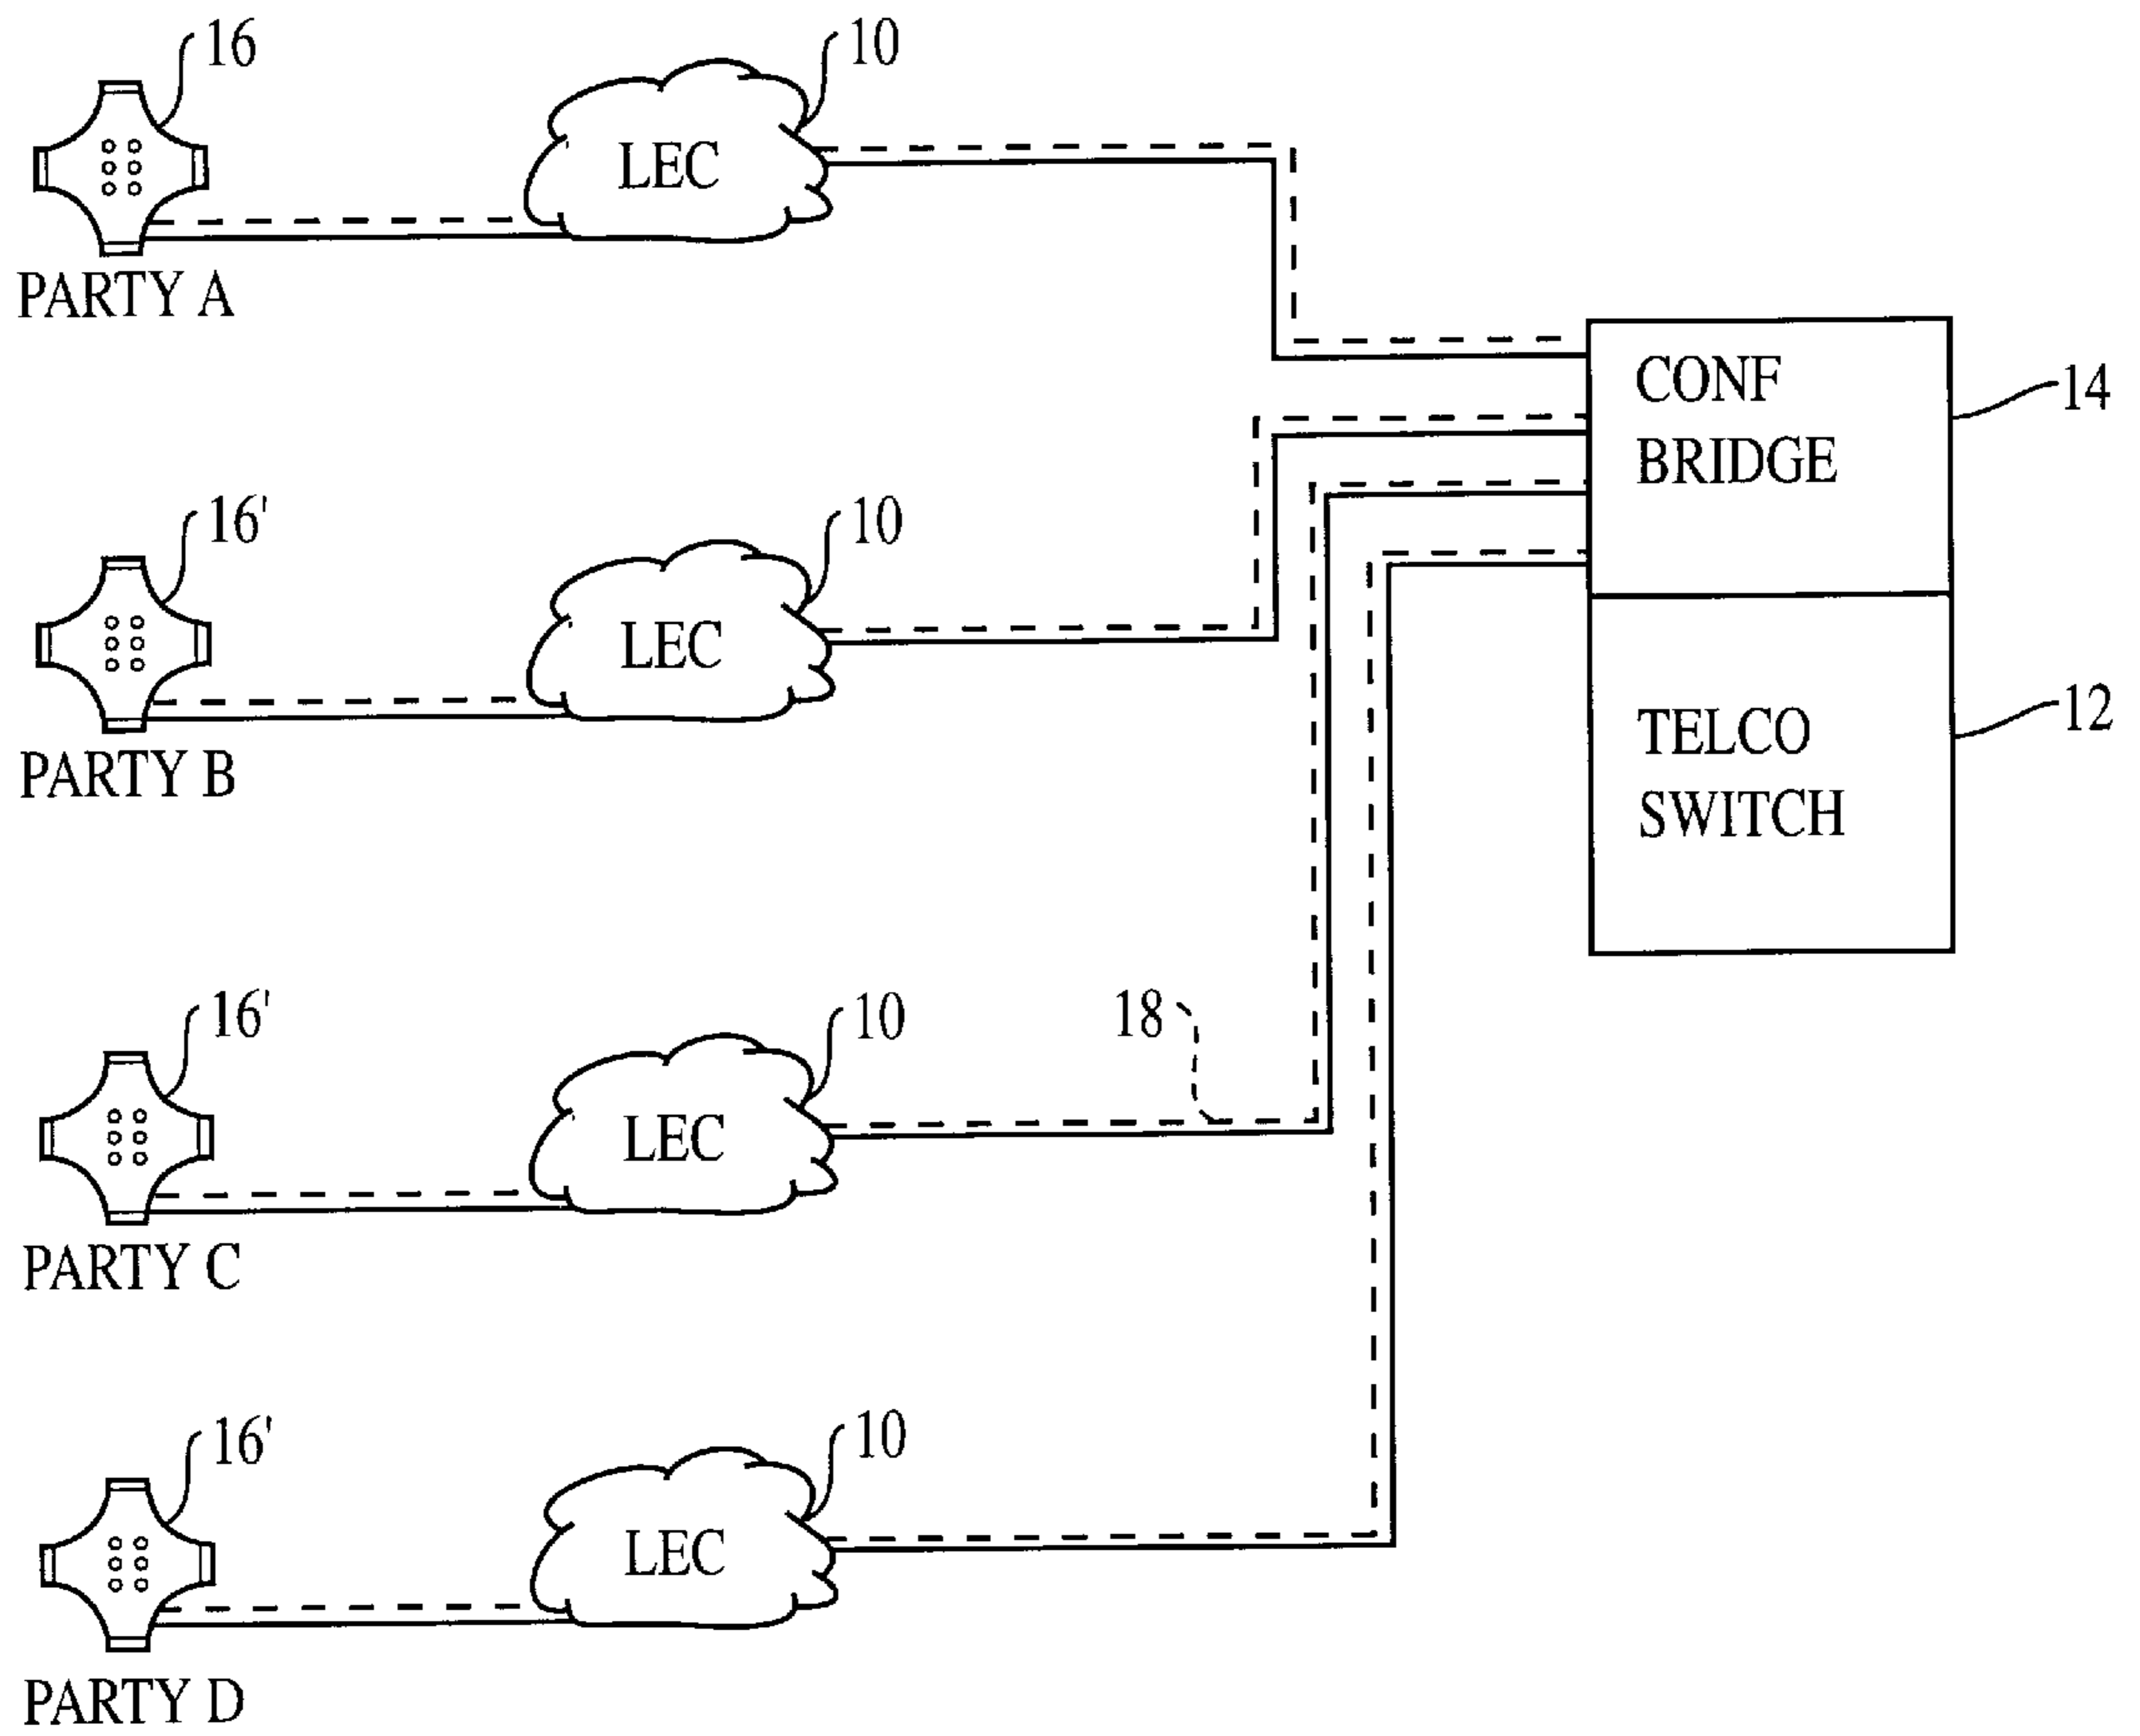 16
10
LEC
PARTY A
CONF
BRIDGE
14
16'
10
LEC
PARTY B
TELCO
SWITCH
12
16'
10
18
LEC
PARTY C
16'
10
LEC
PARTY D